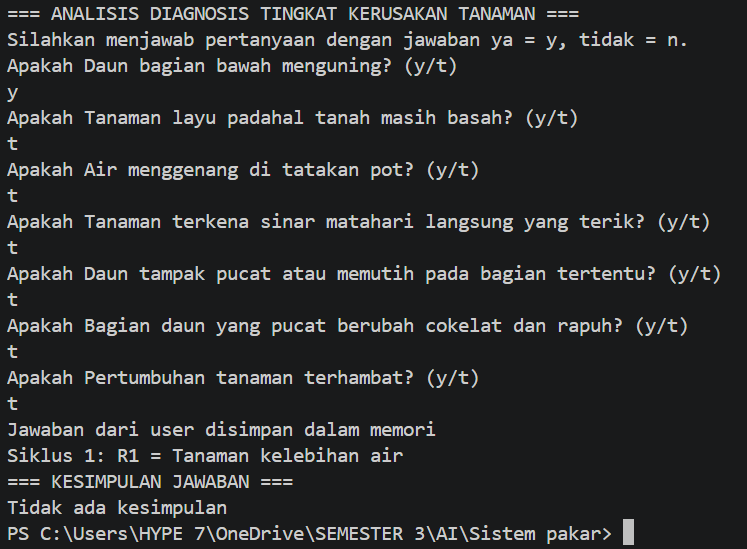 === ANALISIS DIAGNOSIS TINGKAT KERUSAKAN TANAMAN ===
Silahkan menjawab pertanyaan dengan jawaban ya = y, tidak = n.
Apakah Daun bagian bawah menguning? (y/t)
y
Apakah Tanaman layu padahal tanah masih basah? (y/t)
t
Apakah Air menggenang di tatakan pot? (y/t)
t
Apakah Tanaman terkena sinar matahari langsung yang terik? (y/t)
t
Apakah Daun tampak pucat atau memutih pada bagian tertentu? (y/t)
t
Apakah Bagian daun yang pucat berubah cokelat dan rapuh? (y/t)
t
Apakah Pertumbuhan tanaman terhambat? (y/t)
t
Jawaban dari user disimpan dalam memori
Siklus 1: R1 = Tanaman kelebihan air
=== KESIMPULAN JAWABAN ===
Tidak ada kesimpulan
PS C:\Users\HYPE 7\OneDrive\SEMESTER 3\AI\Sistem pakar>